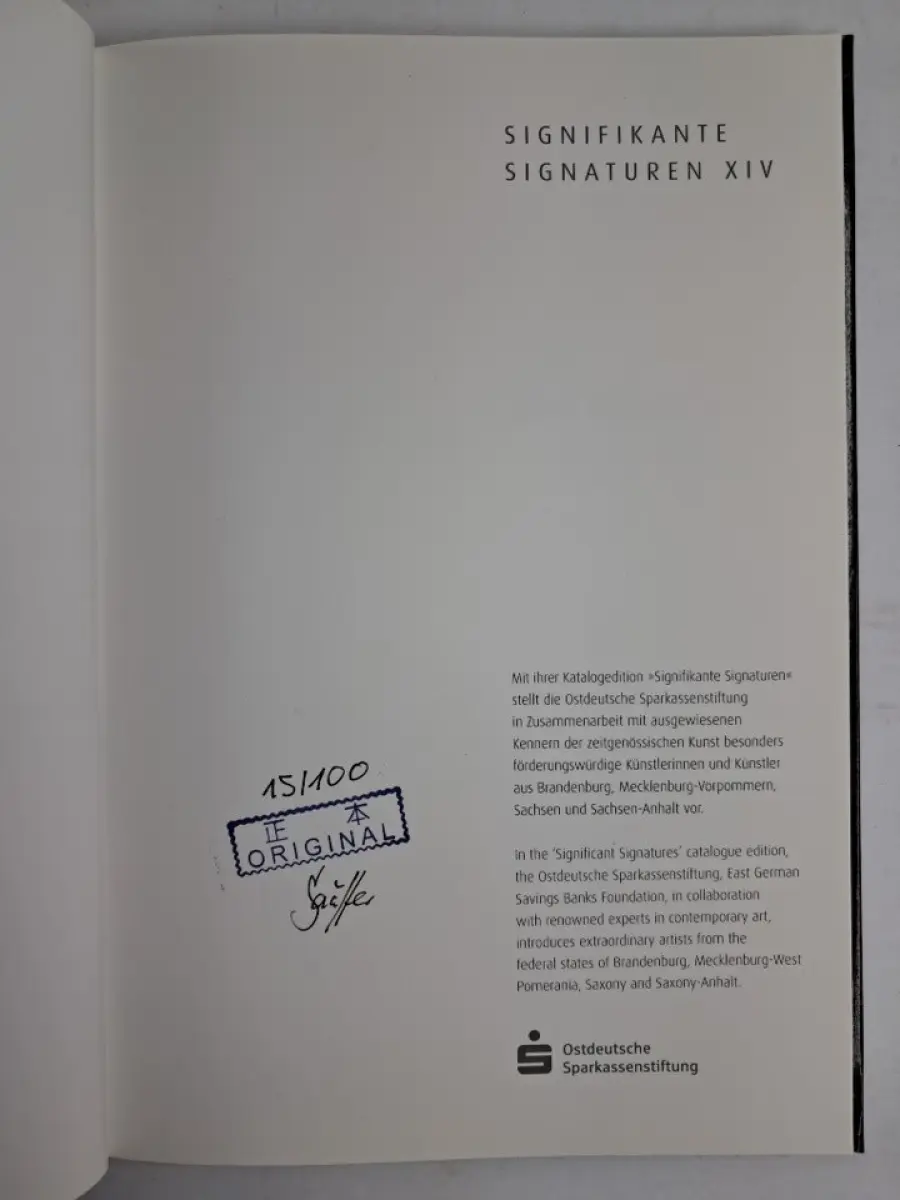 SIGNIFIKANTE
SIGNATUREN XIV
Mit ihrer Katalogedition »Signifikante Signaturen«
stellt die Ostdeutsche Sparkassenstiftung
in Zusammenarbeit mit ausgewiesenen
Kennern der zeitgenössischen Kunst besonders
förderungswürdige Künstlerinnen und Künstler
aus Brandenburg, Mecklenburg-Vorpommern,
Sachsen und Sachsen-Anhalt vor.
In the 'Significant Signatures' catalogue edition,
the Ostdeutsche Sparkassenstiftung, East German
Savings Banks Foundation, in collaboration
with renowned experts in contemporary art,
introduces extraordinary artists from the
federal states of Brandenburg, Mecklenburg-West
Pomerania, Saxony and Saxony-Anhalt.
15/100
正 本
ORIGINAL
Ostdeutsche
Sparkassenstiftung